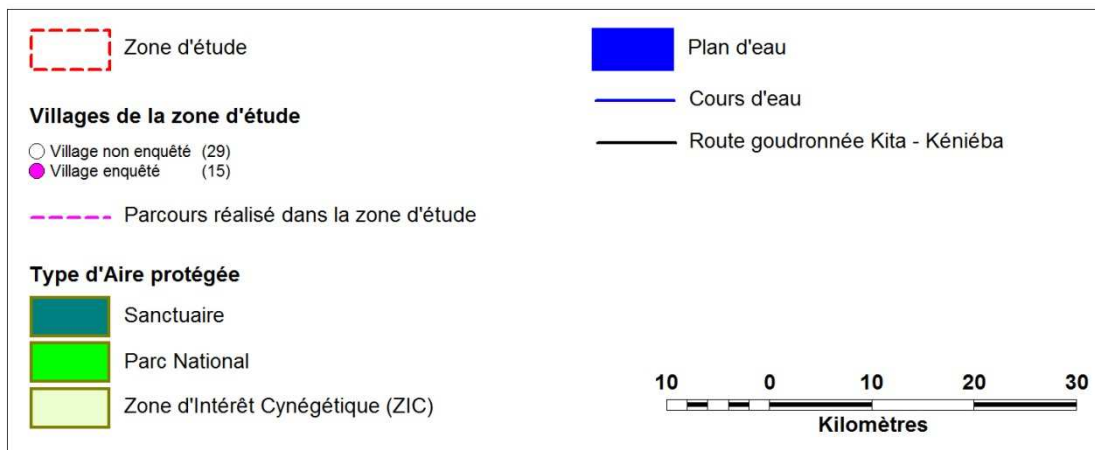 Zone d'étude
Villages de la zone d'étude
Village non enquêté (29)
Village enquêté (15)
Parcours réalisé dans la zone d'étude
Type d'Aire protégée
Sanctuaire
Parc National
Zone d'Intérêt Cynégétique (ZIC)
Plan d'eau
Cours d'eau
Route goudronnée Kita - Kéniéba
10 0 10 20 30
Kilomètres